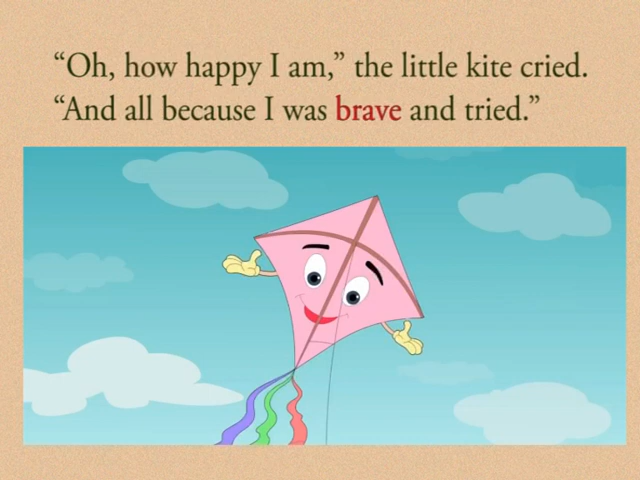 “Oh, how happy I am,” the little kite cried.
“And all because I was brave and tried.”